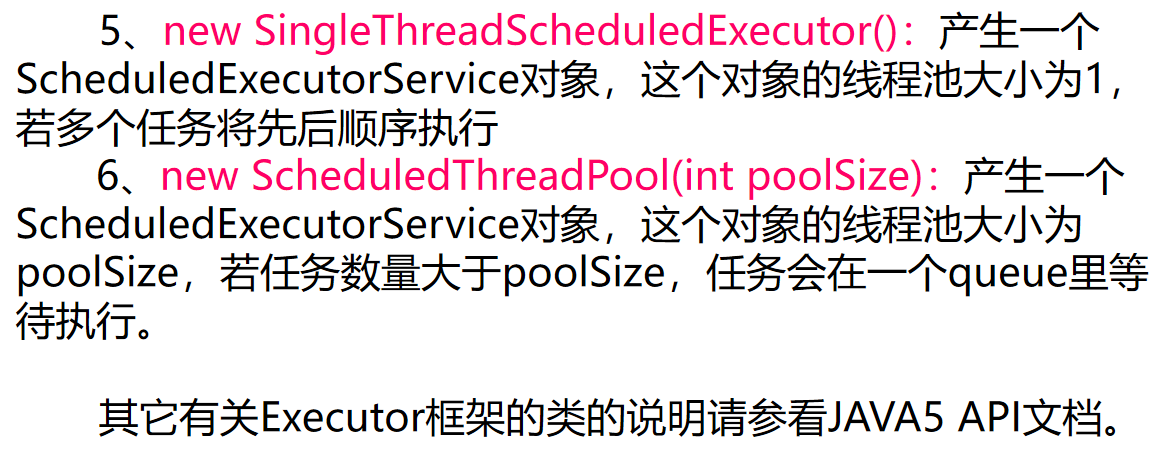 5、new SingleThreadScheduledExecutor()：产生一个
ScheduledExecutorService对象，这个对象的线程池大小为1，
若多个任务将先后顺序执行
6、new ScheduledThreadPool(int poolSize)：产生一个
ScheduledExecutorService对象，这个对象的线程池大小为
poolSize，若任务数量大于poolSize，任务会在一个queue里等
待执行。
其它有关Executor框架的类的说明请参看JAVA5 API文档。